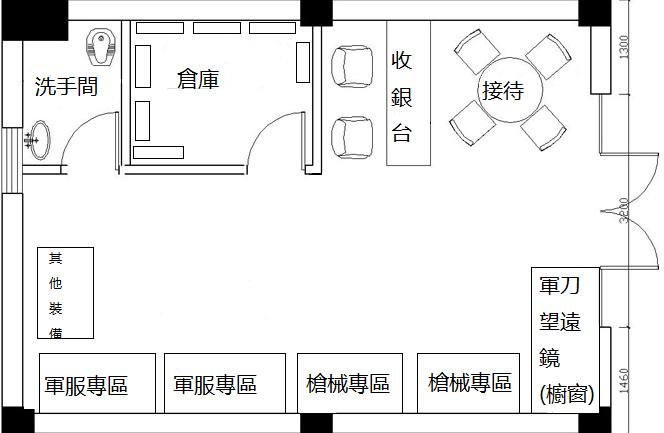 洗手間
倉庫
收
銀
台
接待
1300
3200
其
他
裝
備
軍刀
望遠
鏡
(櫥窗)
軍服專區
軍服專區
槍械專區
槍械專區
1460